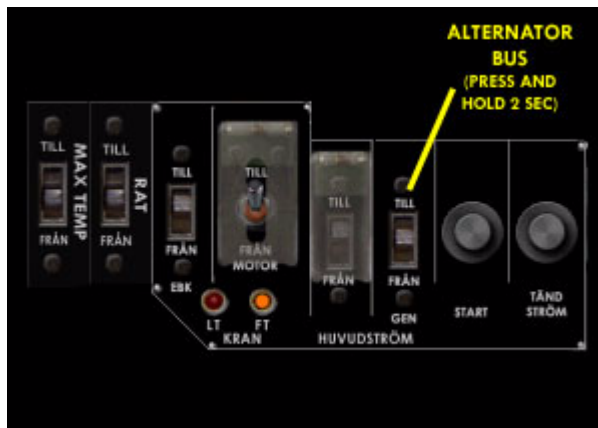 ALTERNATOR
BUS
(PRESS AND
HOLD 2 SEC)
TILL
FRÅN
MAX TEMP
TILL
FRÅN
RAT
TILL
FRÅN
EBK
TILL
FRÅN
MOTOR
LT
FT
KRAN
TILL
FRÅN
TILL
FRÅN
GEN
HUVUDSTRÖM
START
TÄND
STRÖM